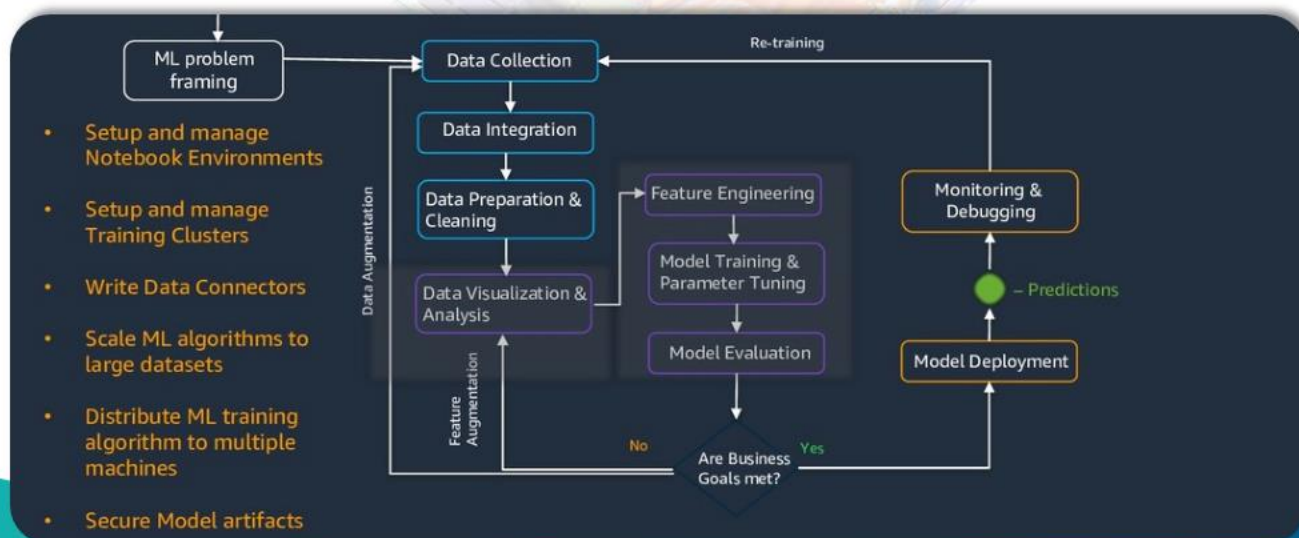 ML problem
framing
• Setup and manage
Notebook Environments
• Setup and manage
Training Clusters
• Write Data Connectors
• Scale ML algorithms to
large datasets
• Distribute ML training
algorithm to multiple
machines
• Secure Model artifacts
Data Collection
Data Integration
Data Preparation &
Cleaning
Data Visualization &
Analysis
Data Augmentation
Feature
Augmentation
Feature Engineering
Model Training &
Parameter Tuning
Model Evaluation
Are Business
Goals met?
No
Yes
Model Deployment
– Predictions
Monitoring &
Debugging
Re-training